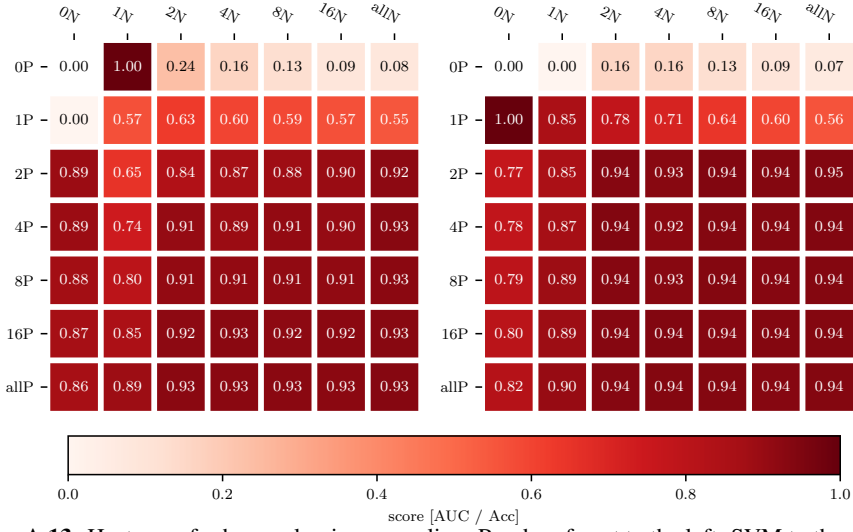 0N 1N 2N 4N 8N 16N allN 0N 1N 2N 4N 8N 16N allN
0P 0.00 1.00 0.24 0.16 0.13 0.09 0.08 0P 0.00 0.00 0.16 0.16 0.13 0.09 0.07
1P 0.00 0.57 0.63 0.60 0.59 0.57 0.55 1P 1.00 0.85 0.78 0.71 0.64 0.60 0.56
2P 0.89 0.65 0.84 0.87 0.88 0.90 0.92 2P 0.77 0.85 0.94 0.93 0.94 0.94 0.95
4P 0.89 0.74 0.91 0.89 0.91 0.90 0.93 4P 0.78 0.87 0.94 0.92 0.94 0.94 0.94
8P 0.88 0.80 0.91 0.91 0.91 0.91 0.93 8P 0.79 0.89 0.94 0.93 0.94 0.94 0.94
16P 0.87 0.85 0.92 0.93 0.92 0.92 0.93 16P 0.80 0.89 0.94 0.94 0.94 0.94 0.94
allP 0.86 0.89 0.93 0.93 0.93 0.93 0.93 allP 0.82 0.90 0.94 0.94 0.94 0.94 0.94
0.0 0.2 0.4 0.6 0.8 1.0
score [AUC / Acc]
A.13: Random forest to the left, SVM to the